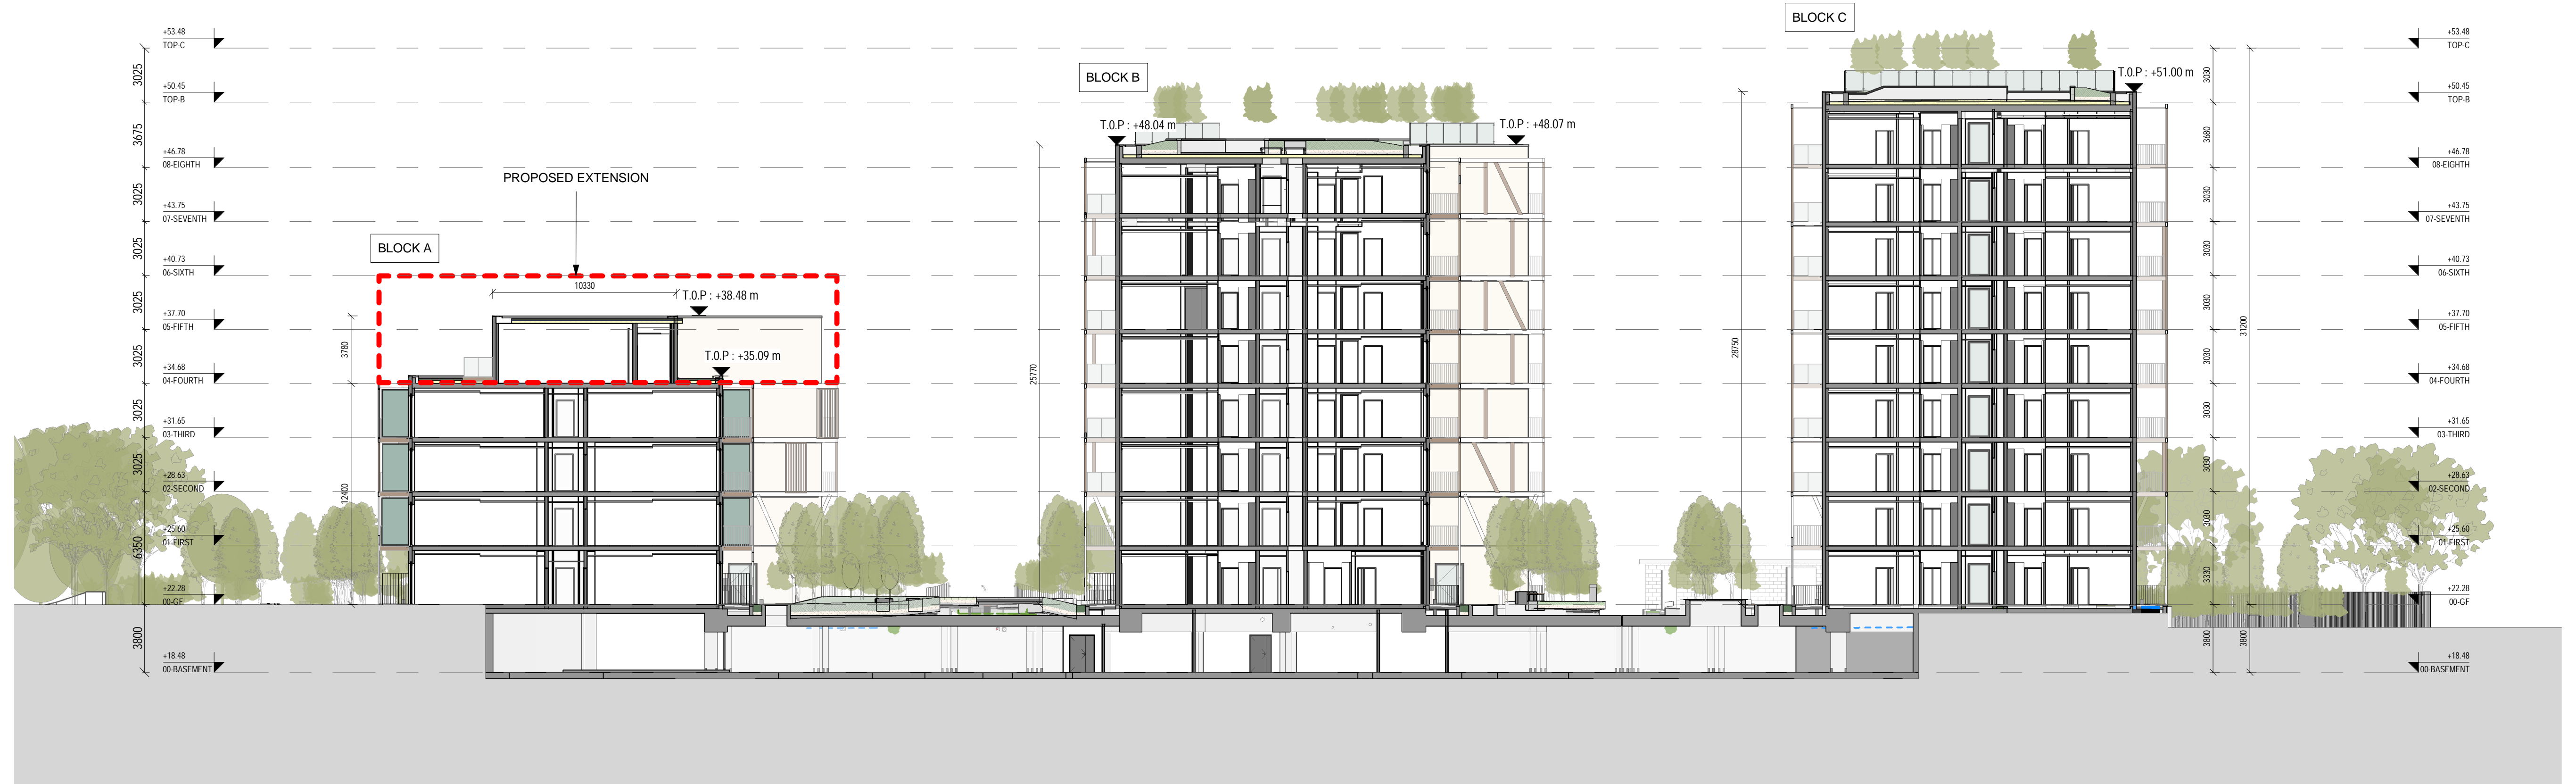 BLOCK C
BLOCK B
BLOCK A
PROPOSED EXTENSION
+53.48
TOP-C
+50.45
TOP-B
+46.78
08-EIGHTH
+43.75
07-SEVENTH
+40.73
06-SIXTH
+37.70
05-FIFTH
+34.68
04-FOURTH
+31.65
03-THIRD
+28.63
02-SECOND
+25.60
01-FIRST
+22.28
00-GF
+18.48
00-BASEMENT
3025
3675
3025
3025
3025
3025
3025
3025
6350
3800
3780
12400
10330
T.0.P : +38.48 m
T.0.P : +35.09 m
25770
T.0.P : +48.04 m
T.0.P : +48.07 m
28750
T.0.P : +51.00 m
3030
3680
3030
3030
3030
3030
3030
3030
3030
3330
3800
31200
3800
+53.48
TOP-C
+50.45
TOP-B
+46.78
08-EIGHTH
+43.75
07-SEVENTH
+40.73
06-SIXTH
+37.70
05-FIFTH
+34.68
04-FOURTH
+31.65
03-THIRD
+28.63
02-SECOND
+25.60
01-FIRST
+22.28
00-GF
+18.48
00-BASEMENT